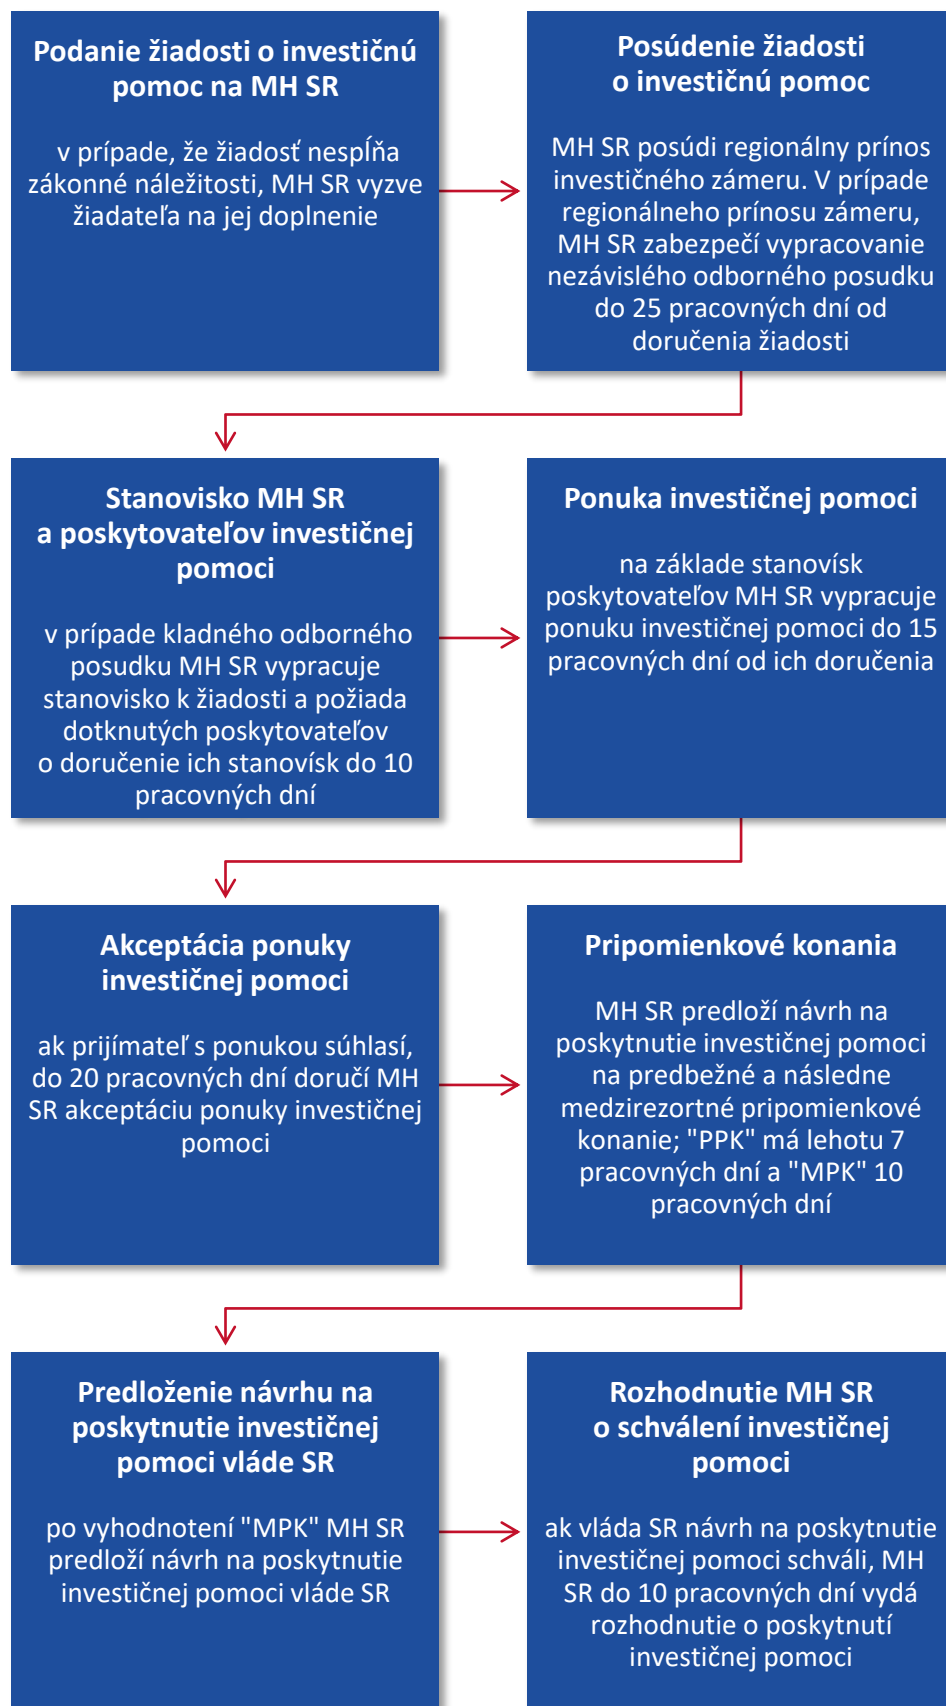 Podanie žiadosti o investičnú
pomoc na MH SR
v prípade, že žiadosť nespĺňa
zákonné náležitosti, MH SR vyzve
žiadateľa na jej doplnenie
Posúdenie žiadosti
o investičnú pomoc
MH SR posúdi regionálny prínos
investičného zámeru. V prípade
regionálneho prínosu zámeru,
MH SR zabezpečí vypracovanie
nezávislého odborného posudku
do 25 pracovných dní od
doručenia žiadosti
Stanovisko MH SR
a poskytovateľov investičnej
pomoci
v prípade kladného odborného
posudku MH SR vypracuje
stanovisko k žiadosti a požiada
dotknutých poskytovateľov
o doručenie ich stanovísk do 10
pracovných dní
Ponuka investičnej pomoci
na základe stanovísk
poskytovateľov MH SR vypracuje
ponuku investičnej pomoci do 15
pracovných dní od ich doručenia
Akceptácia ponuky
investičnej pomoci
ak prijímateľ s ponukou súhlasí,
do 20 pracovných dní doručí MH
SR akceptáciu ponuky investičnej
pomoci
Pripomienkové konania
MH SR predloží návrh na
poskytnutie investičnej pomoci
na predbežné a následne
medzirezortné pripomienkové
konanie; "PPK" má lehotu 7
pracovných dní a "MPK" 10
pracovných dní
Predloženie návrhu na
poskytnutie investičnej
pomoci vláde SR
po vyhodnotení "MPK" MH SR
predloží návrh na poskytnutie
investičnej pomoci vláde SR
Rozhodnutie MH SR
o schválení investičnej
pomoci
ak vláda SR návrh na poskytnutie
investičnej pomoci schváli, MH
SR do 10 pracovných dní vydá
rozhodnutie o poskytnutí
investičnej pomoci